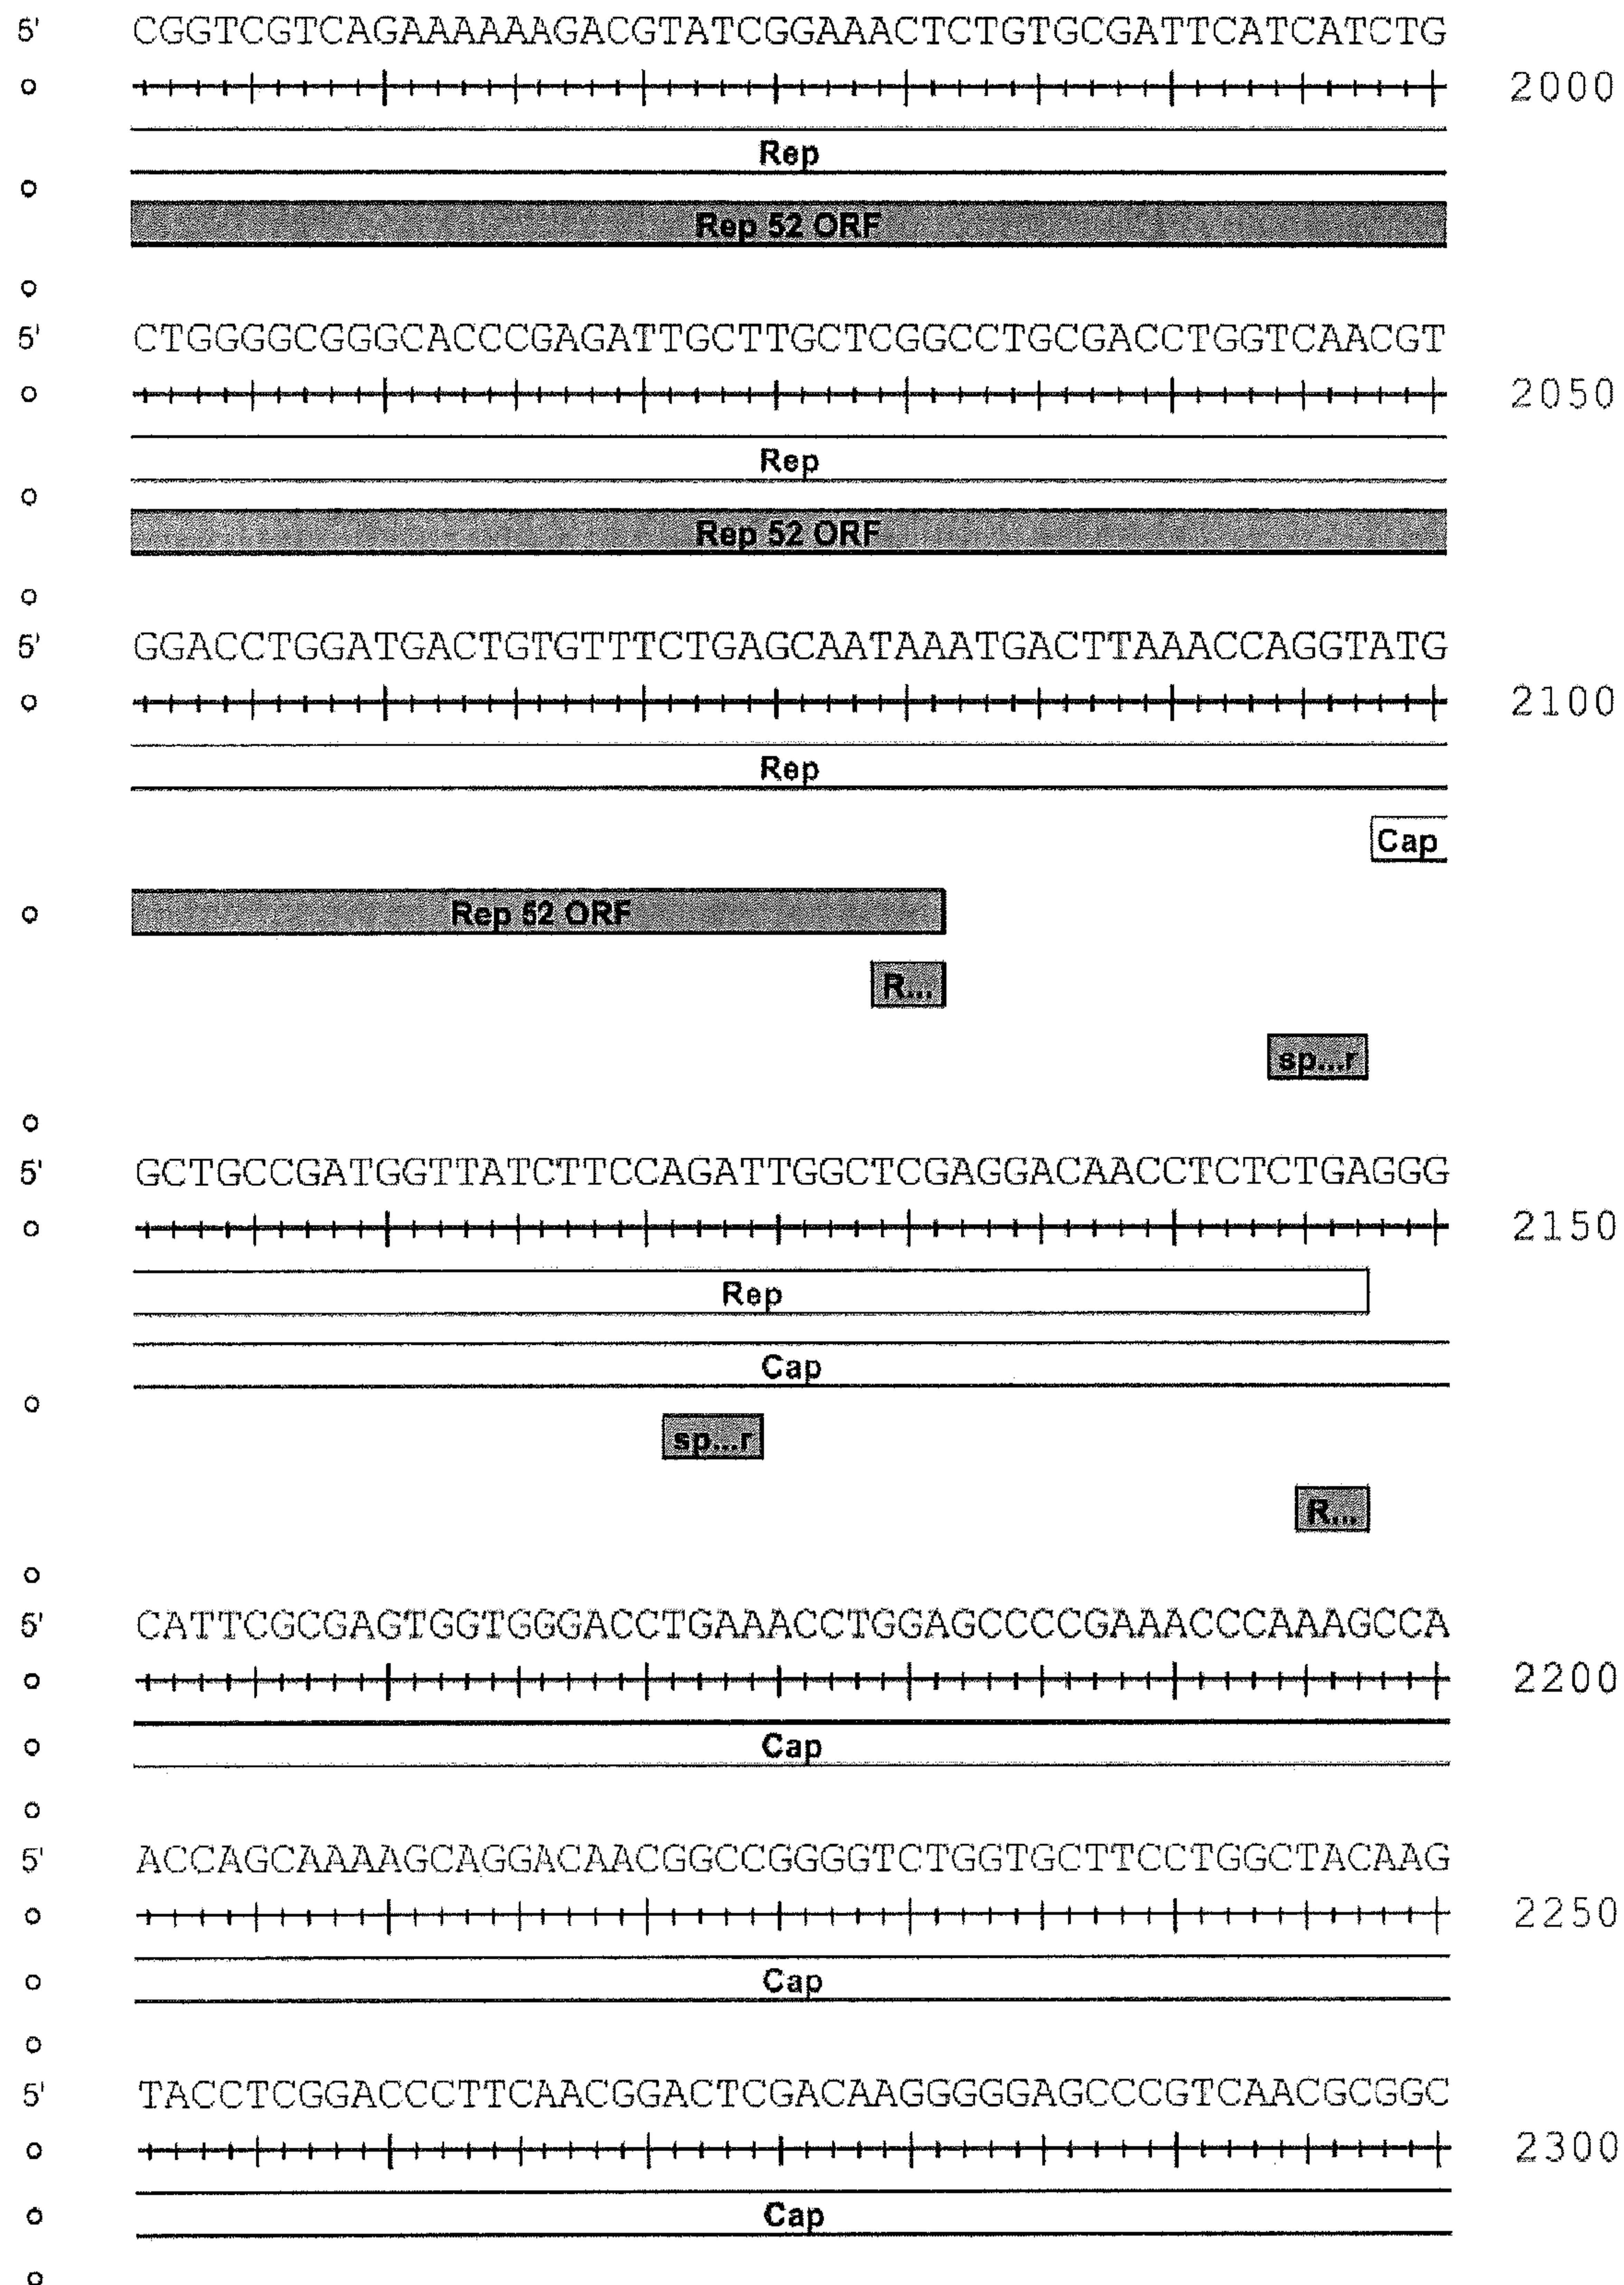 5' CGGTCGTCAGAAAAAAAGACGTATCGGAAACTCTGTGCGATTCATCATCTG
o 2000
Rep
o
Rep 52 ORF
o
5' CTGGGGCGGGCACCCGAGATTGCTTGCTCGGCCTGCGACCTGGTCAACGT
o 2050
Rep
o
Rep 52 ORF
o
5' GGACCTGGATGACTGTGTTTCTGAGCAATAAATGACTTAAACCAGGTATG
o 2100
Rep
Cap
o Rep 52 ORF
R...
sp...r
o
5' GCTGCCGATGGTTATCTTCCAGATTGGCTCGAGGACAACCTCTCTGAGGG
o 2150
Rep
Cap
o
sp...r
R...
o
5' CATTCGCGAGTGGTGGGACCTGAAACCTGGAGCCCCGAAACCCAAAGCCA
o 2200
o Cap
o
5' ACCAGCAAAAGCAGGACAACGGCCGGGGTCTGGTGCTTCCTGGCTACAAG
o 2250
o Cap
o
5' TACCTCGGACCCTTCAACGGACTCGACAAGGGGGAGCCCGTCAACGCGGC
o 2300
o Cap
o